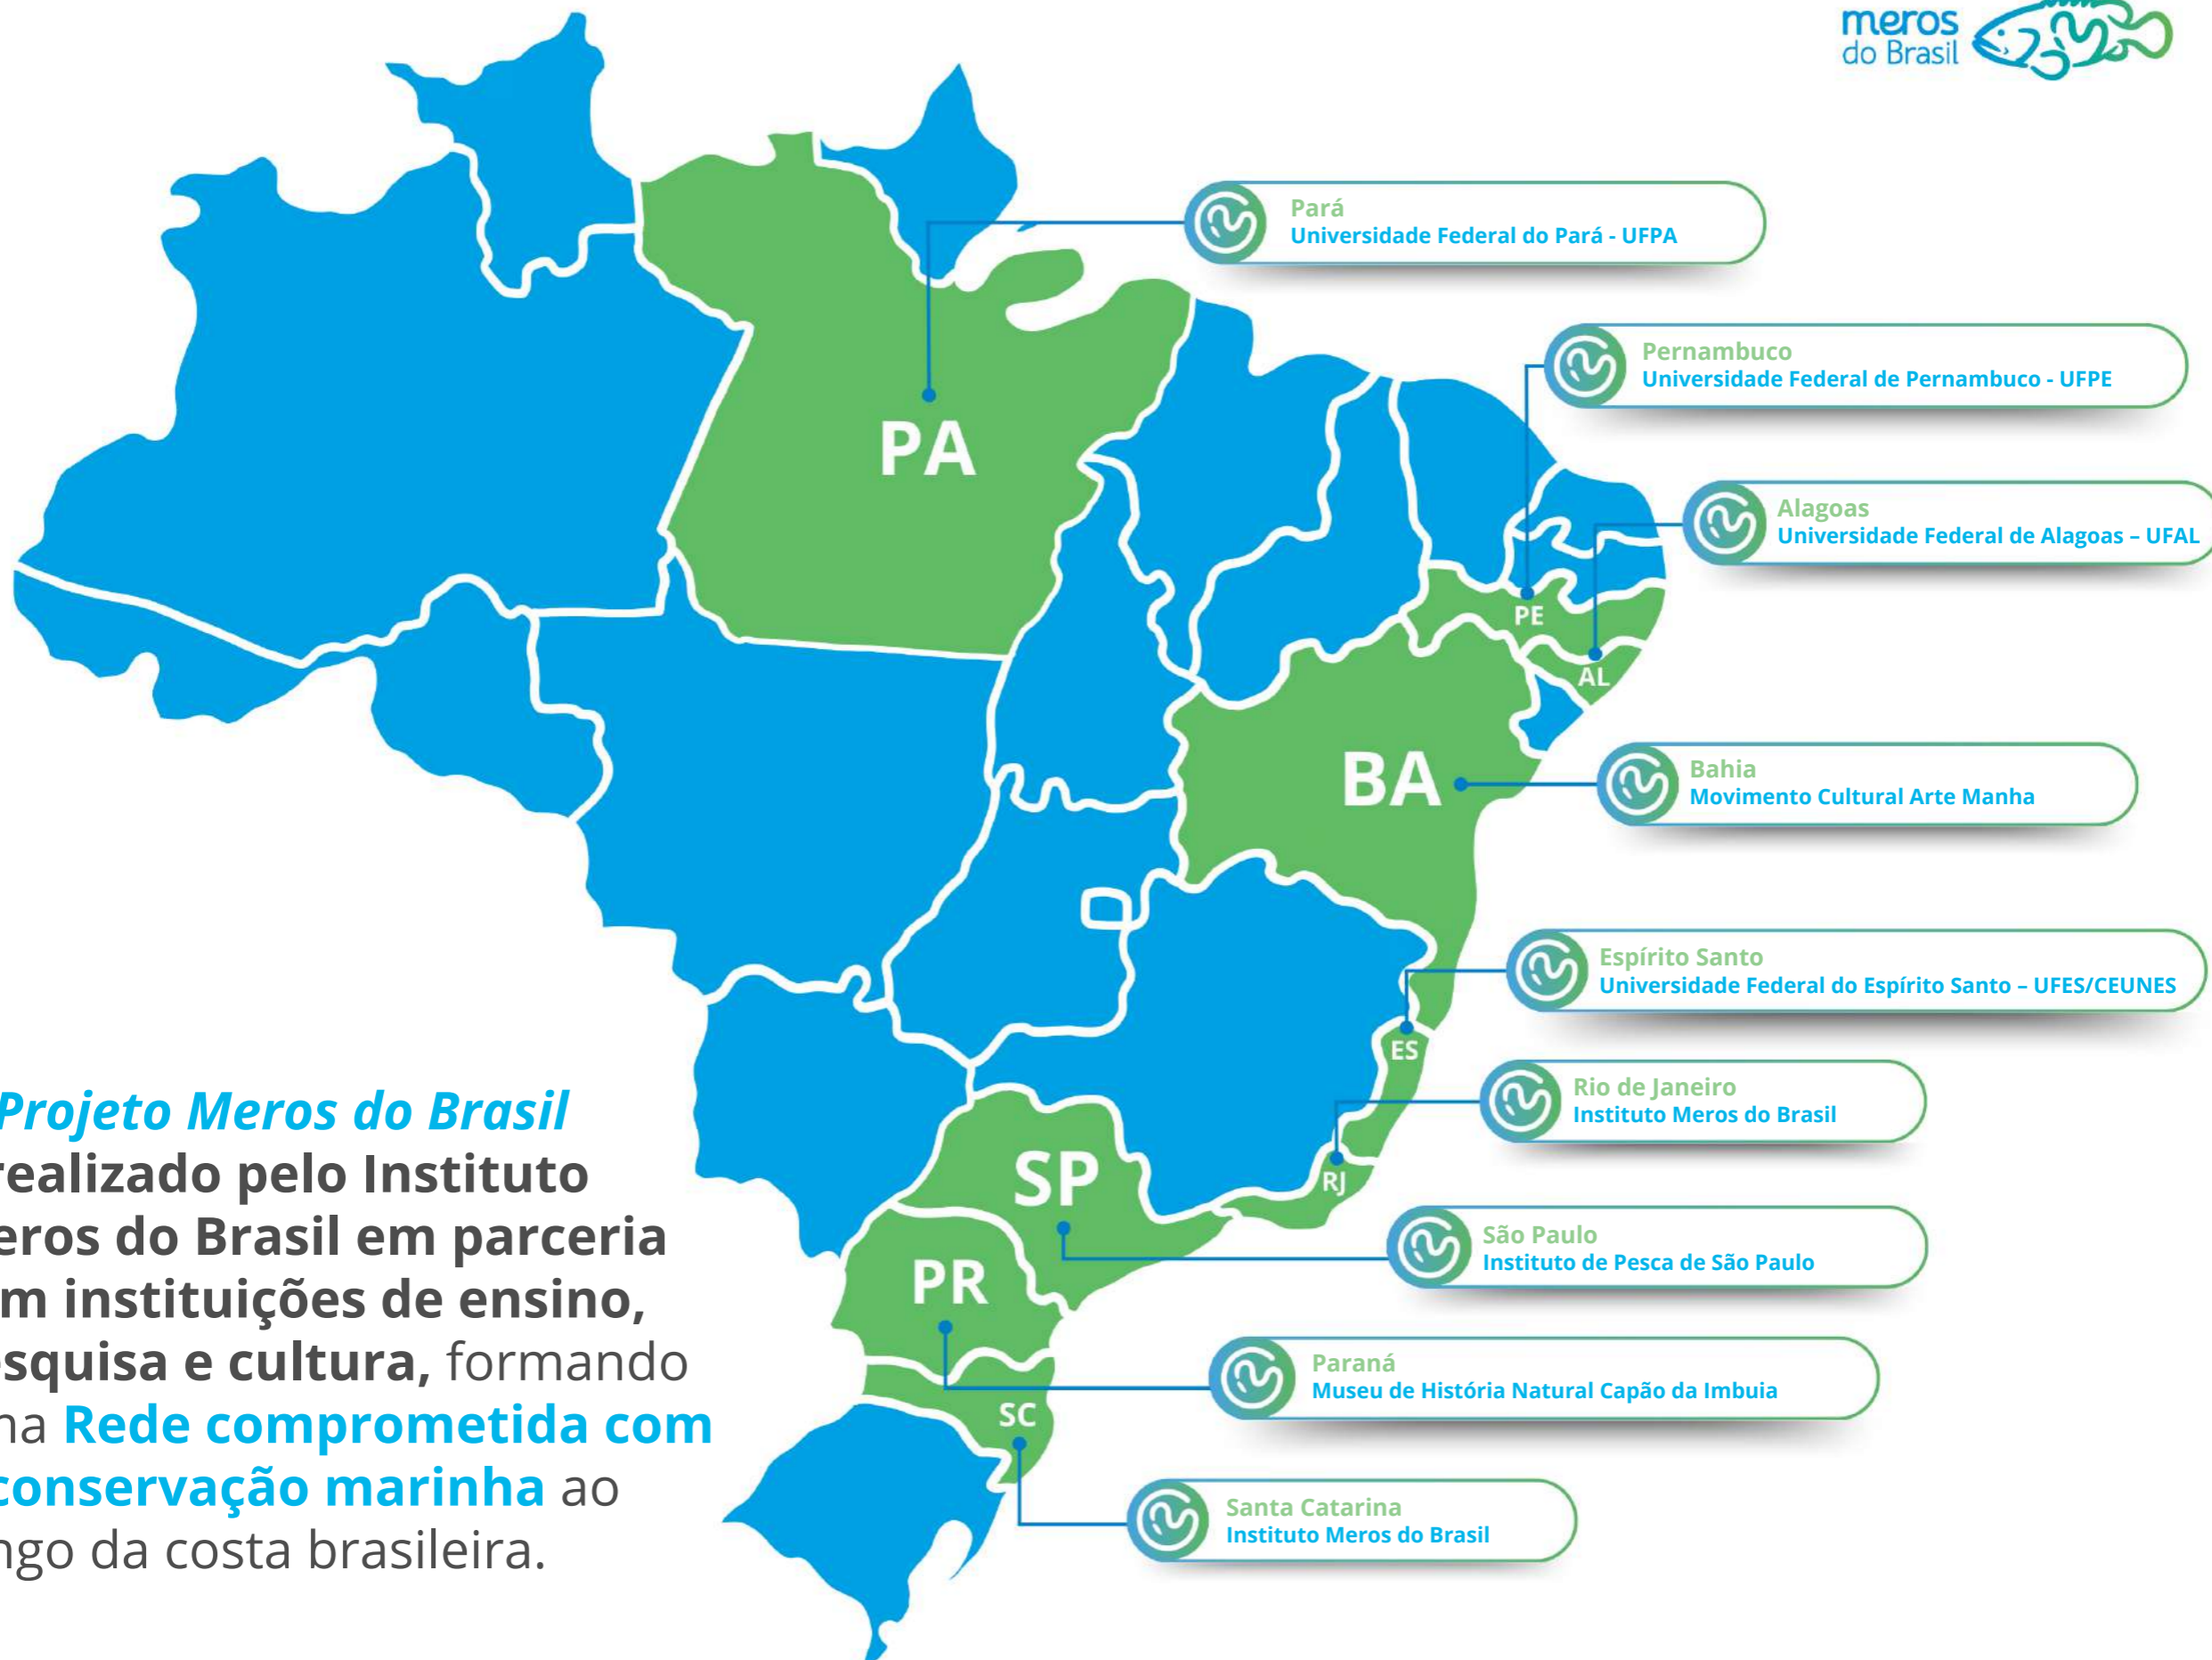 meros
do Brasil
Pará
Universidade Federal do Pará - UFPA
Pernambuco
Universidade Federal de Pernambuco - UFPE
Alagoas
Universidade Federal de Alagoas – UFAL
Bahia
Movimento Cultural Arte Manha
Espírito Santo
Universidade Federal do Espírito Santo – UFES/CEUNES
Rio de Janeiro
Instituto Meros do Brasil
São Paulo
Instituto de Pesca de São Paulo
Paraná
Museu de História Natural Capão da Imbuia
Santa Catarina
Instituto Meros do Brasil
PA
PE
AL
BA
ES
RJ
SP
PR
SC
Projeto Meros do Brasil
realizado pelo Instituto
eros do Brasil em parceria
m instituições de ensino,
squisa e cultura, formando
na Rede comprometida com
conservação marinha ao
ngo da costa brasileira.